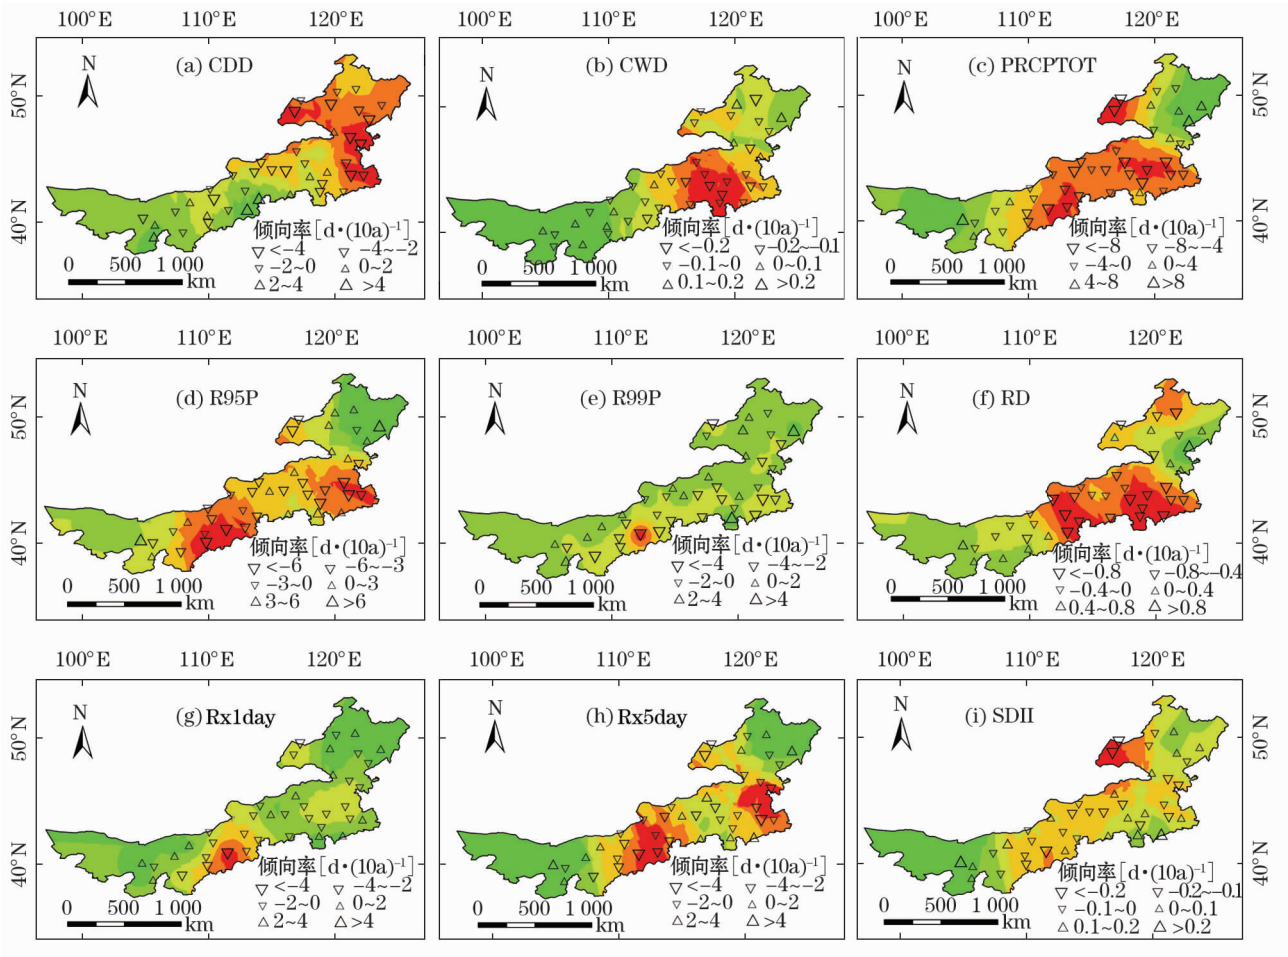 100°E 110°E 120°E 100°E 110°E 120°E 110°E 120°E
50°N
40°N
N
(a) CDD
倾向率[d•(10a)⁻¹]
▽<-4 ▽-4~-2
▽-2~0 △0~2
△2~4 △>4
0 500 1 000
km
N
(b) CWD
倾向率[d•(10a)⁻¹]
▽<-0.2 ▽-0.2~-0.1
▽-0.1~0 △0~0.1
△0.1~0.2 △>0.2
0 500 1 000
km
N
(c) PRCPTOT
倾向率[d•(10a)⁻¹]
▽<-8 ▽-8~-4
▽-4~0 △0~4
△4~8 △>8
0 500 1 000
km
50°N
40°N
100°E 110°E 120°E 100°E 110°E 120°E 110°E 120°E
50°N
40°N
N
(d) R95P
倾向率[d•(10a)⁻¹]
▽<-6 ▽-6~-3
▽-3~0 △0~3
△3~6 △>6
0 500 1 000
km
N
(e) R99P
倾向率[d•(10a)⁻¹]
▽<-4 ▽-4~-2
▽-2~0 △0~2
△2~4 △>4
0 500 1 000
km
N
(f) RD
倾向率[d•(10a)⁻¹]
▽<-0.8 ▽-0.8~-0.4
▽-0.4~0 △0~0.4
△0.4~0.8 △>0.8
0 500 1 000
km
50°N
40°N
100°E 110°E 120°E 100°E 110°E 120°E 110°E 120°E
50°N
40°N
N
(g) Rx1day
倾向率[d•(10a)⁻¹]
▽<-4 ▽-4~-2
▽-2~0 △0~2
△2~4 △>4
0 500 1 000
km
N
(h) Rx5day
倾向率[d•(10a)⁻¹]
▽<-4 ▽-4~-2
▽-2~0 △0~2
△2~4 △>4
0 500 1 000
km
N
(i) SDII
倾向率[d•(10a)⁻¹]
▽<-0.2 ▽-0.2~-0.1
▽-0.1~0 △0~0.1
△0.1~0.2 △>0.2
0 500 1 000
km
50°N
40°N